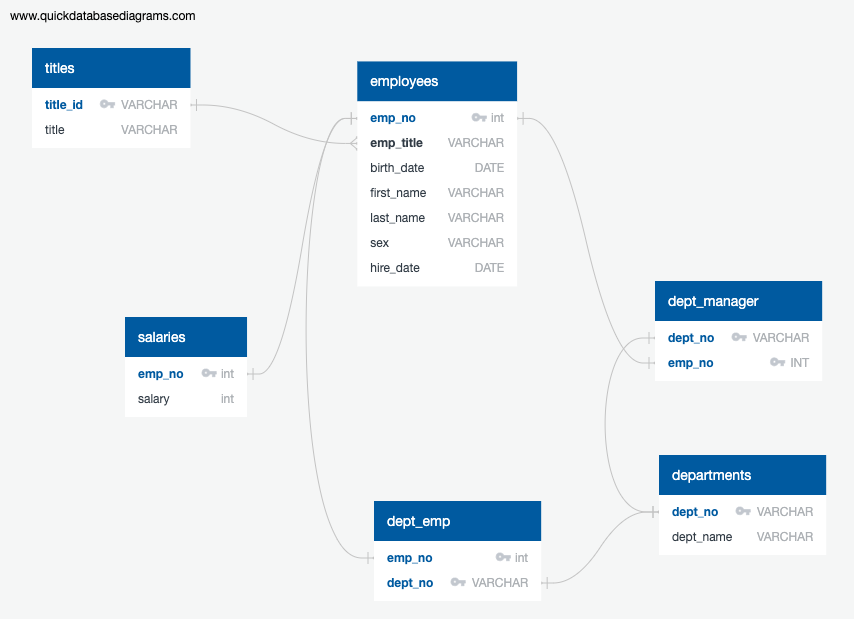 www.quickdatabasediagrams.com
titles
title_id VARCHAR
title VARCHAR
employees
emp_no int
emp_title VARCHAR
birth_date DATE
first_name VARCHAR
last_name VARCHAR
sex VARCHAR
hire_date DATE
dept_manager
dept_no VARCHAR
emp_no INT
salaries
emp_no int
salary int
departments
dept_no VARCHAR
dept_name VARCHAR
dept_emp
emp_no int
dept_no VARCHAR